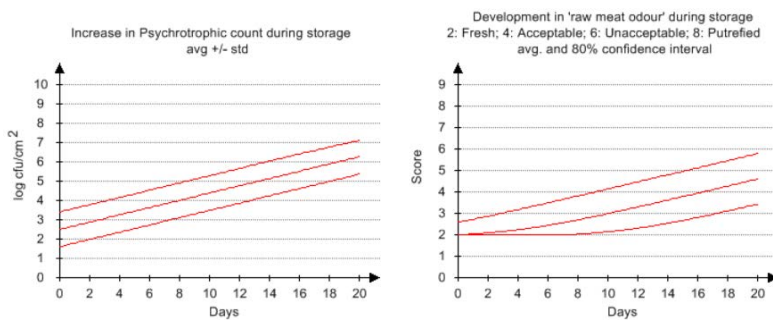 Increase in Psychrotrophic count during storage
avg +/- std
10
9
8
7
6
5
4
3
2
1
0
log cfu/cm²
0 2 4 6 8 10 12 14 16 18 20
Days
Development in 'raw meat odour' during storage
2: Fresh; 4: Acceptable; 6: Unacceptable; 8: Putrefied
avg. and 80% confidence interval
9
8
7
6
5
4
3
2
1
0
Score
0 2 4 6 8 10 12 14 16 18 20
Days